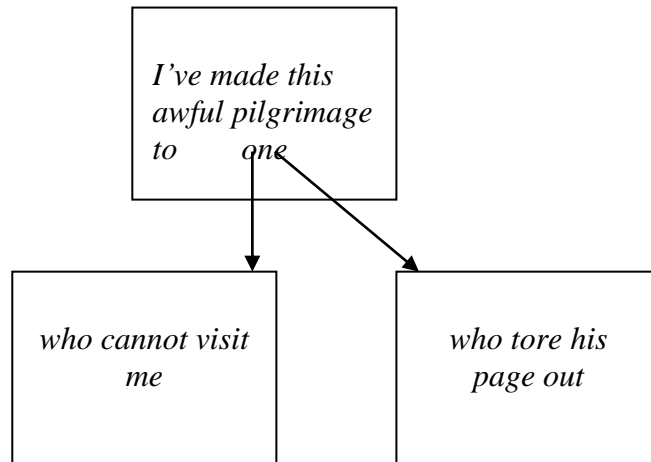 I’ve made this
awful pilgrimage
to one
who cannot visit
me
who tore his
page out